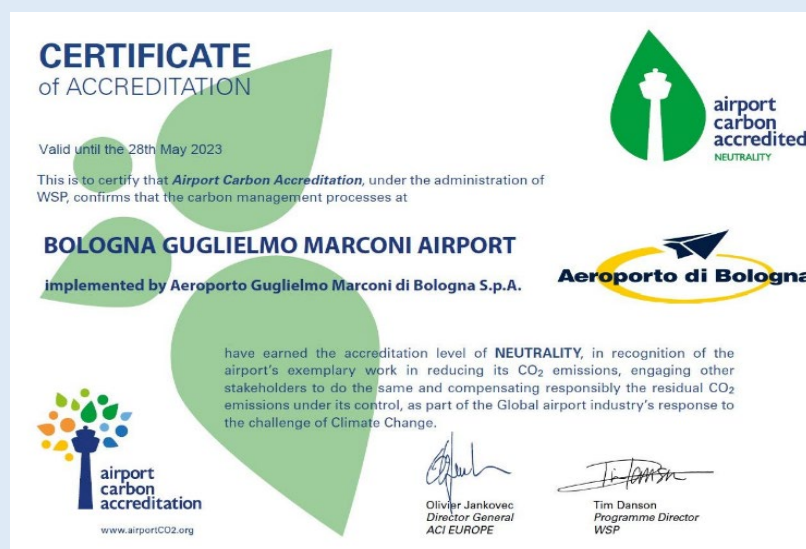 CERTIFICATE
of ACCREDITATION
airport
carbon
accredited
NEUTRALITY
Valid until the 28th May 2023
This is to certify that Airport Carbon Accreditation, under the administration of
WSP, confirms that the carbon management processes at
BOLOGNA GUGLIELMO MARCONI AIRPORT
implemented by Aeroporto Guglielmo Marconi di Bologna S.p.A.
Aeroporto di Bologna
have earned the accreditation level of NEUTRALITY, in recognition of the
airport's exemplary work in reducing its CO₂ emissions, engaging other
stakeholders to do the same and compensating responsibly the residual CO₂
emissions under its control, as part of the Global airport industry's response to
the challenge of Climate Change.
airport
carbon
accreditation
www.airportCO2.org
Olivier Jankovec
Director General
ACI EUROPE
Tim Danson
Programme Director
WSP